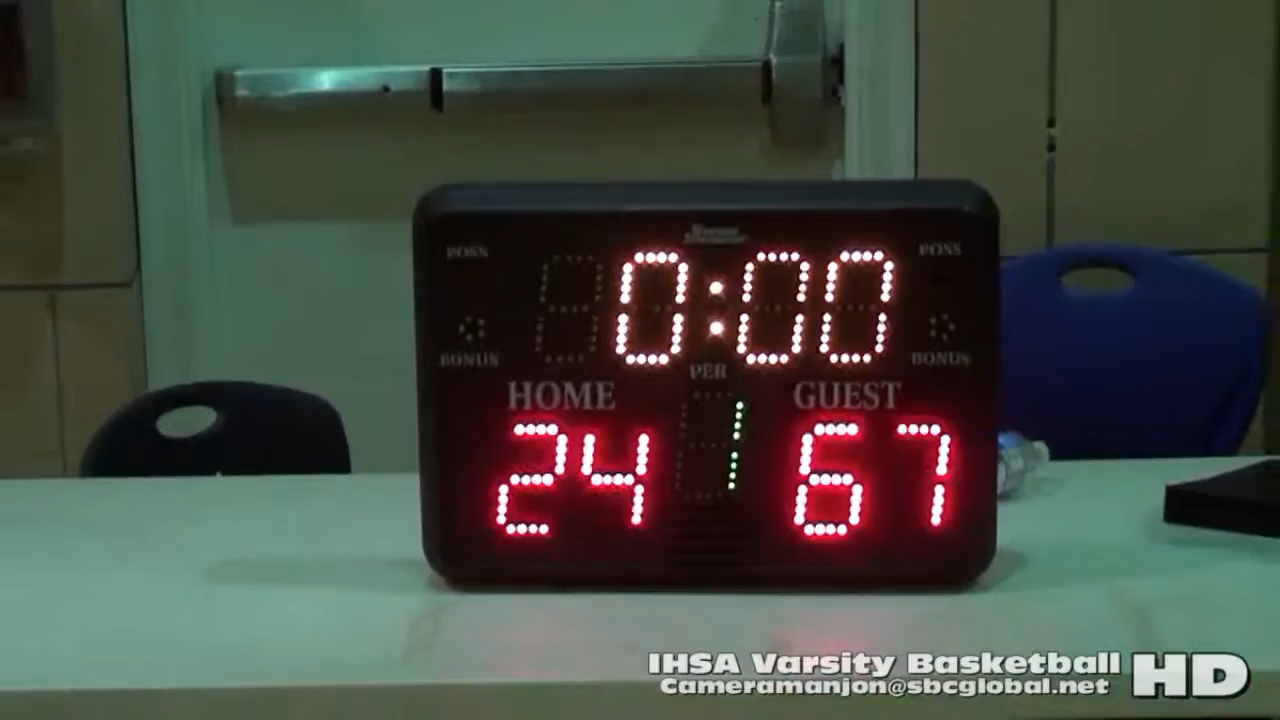 POSS 0:00 POSS
BONUS PER BONUS
HOME 1 GUEST
24 67
IHSA Varsity Basketball HD
Cameramanjon@sbcglobal.net